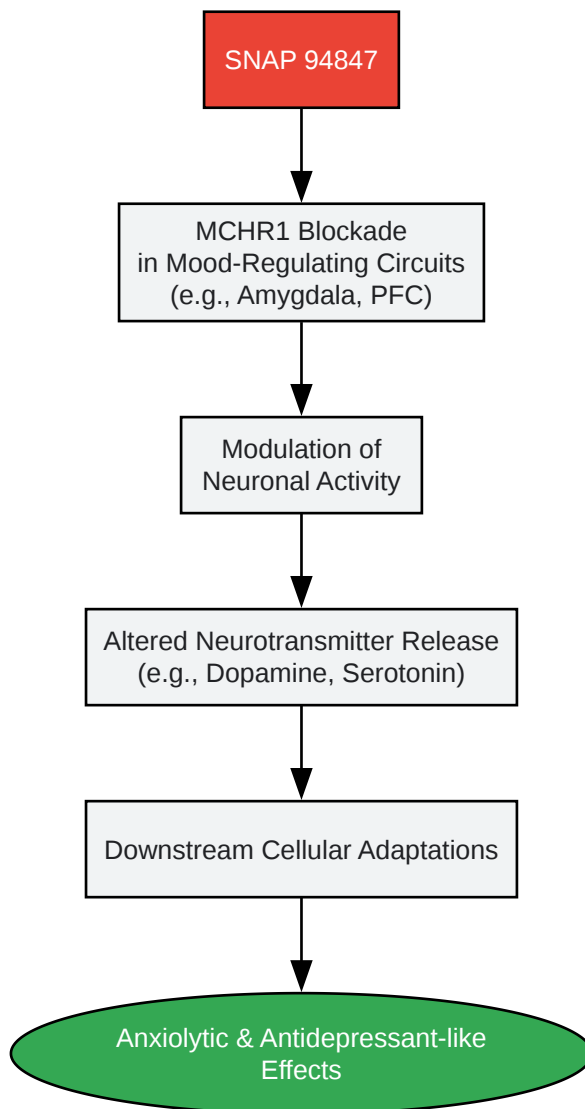 SNAP 94847
MCHR1 Blockade
in Mood-Regulating Circuits
(e.g., Amygdala, PFC)
Modulation of
Neuronal Activity
Altered Neurotransmitter Release
(e.g., Dopamine, Serotonin)
Downstream Cellular Adaptations
Anxiolytic & Antidepressant-like
Effects